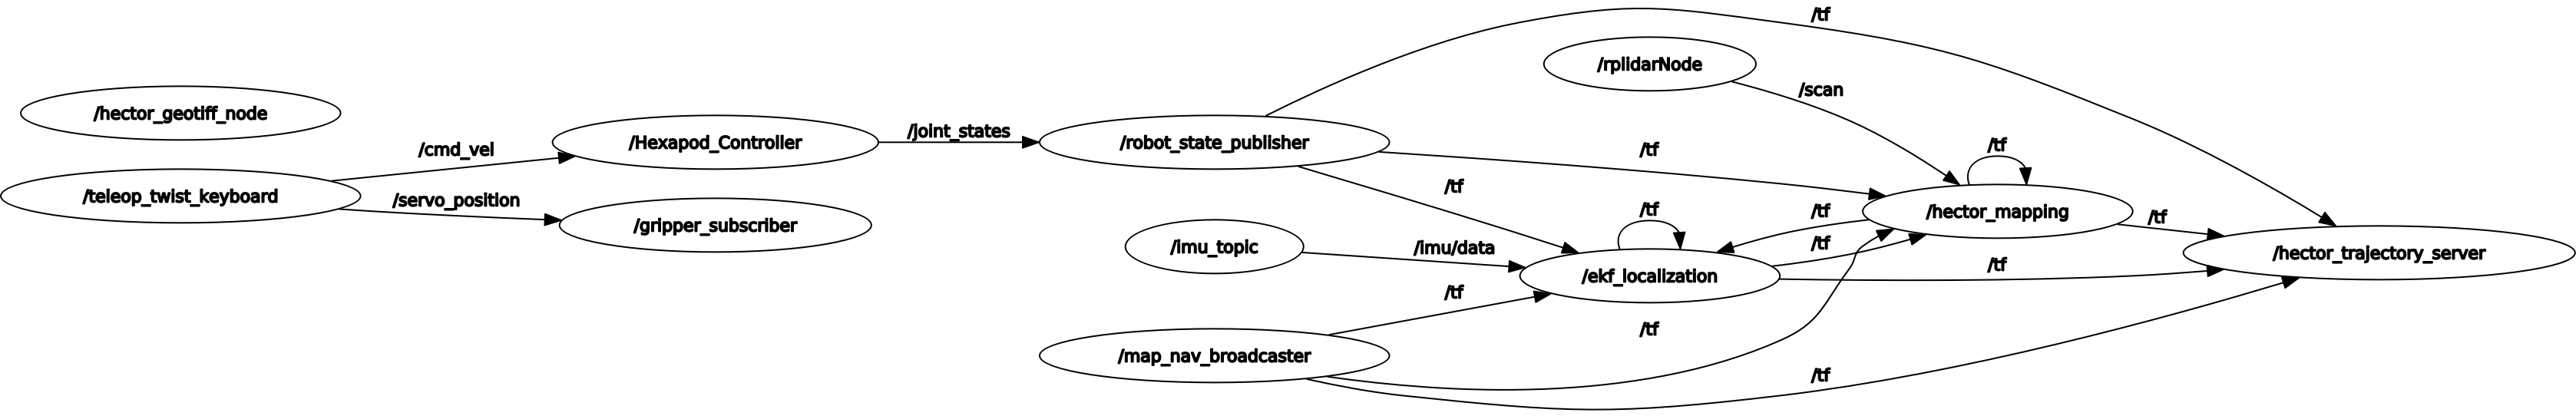 /tf
/rplidarNode
/scan
/hector_geotiff_node
/cmd_vel
/Hexapod_Controller
/joint_states
/robot_state_publisher
/tf
/tf
/teleop_twist_keyboard
/servo_position
/gripper_subscriber
/tf
/tf
/hector_mapping
/tf
/imu_topic
/imu/data
/tf
/tf
/ekf_localization
/tf
/hector_trajectory_server
/tf
/map_nav_broadcaster
/tf
/tf